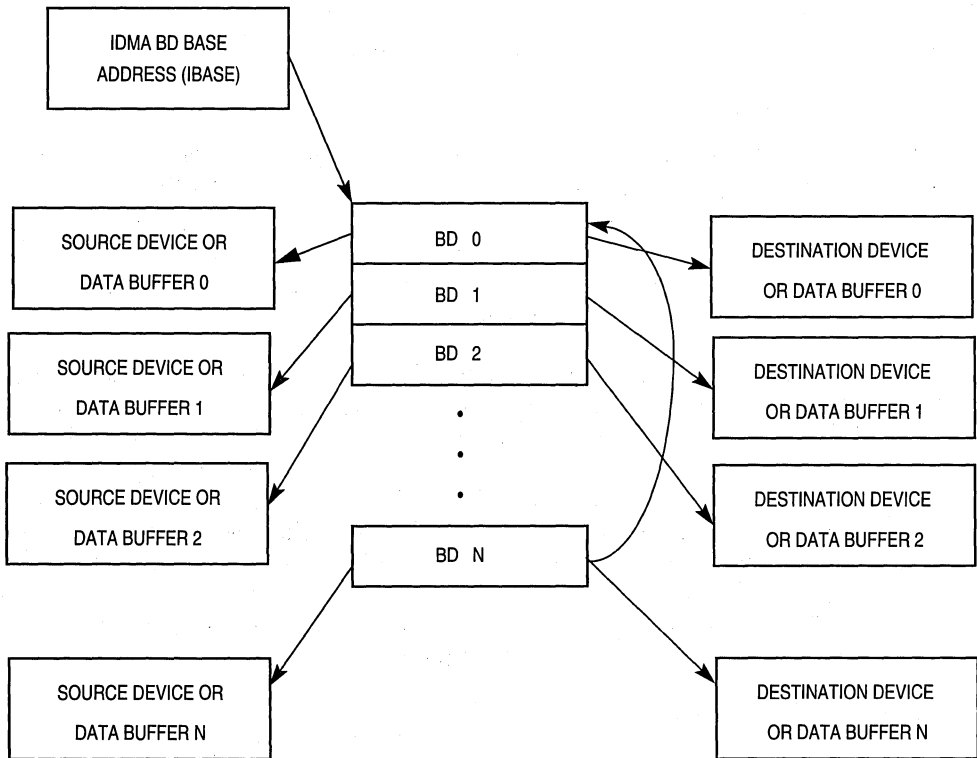 IDMA BD BASE
ADDRESS (IBASE)
BD 0
BD 1
BD 2
BD N
SOURCE DEVICE OR
DATA BUFFER 0
SOURCE DEVICE OR
DATA BUFFER 1
SOURCE DEVICE OR
DATA BUFFER 2
SOURCE DEVICE OR
DATA BUFFER N
DESTINATION DEVICE
OR DATA BUFFER 0
DESTINATION DEVICE
OR DATA BUFFER 1
DESTINATION DEVICE
OR DATA BUFFER 2
DESTINATION DEVICE
OR DATA BUFFER N